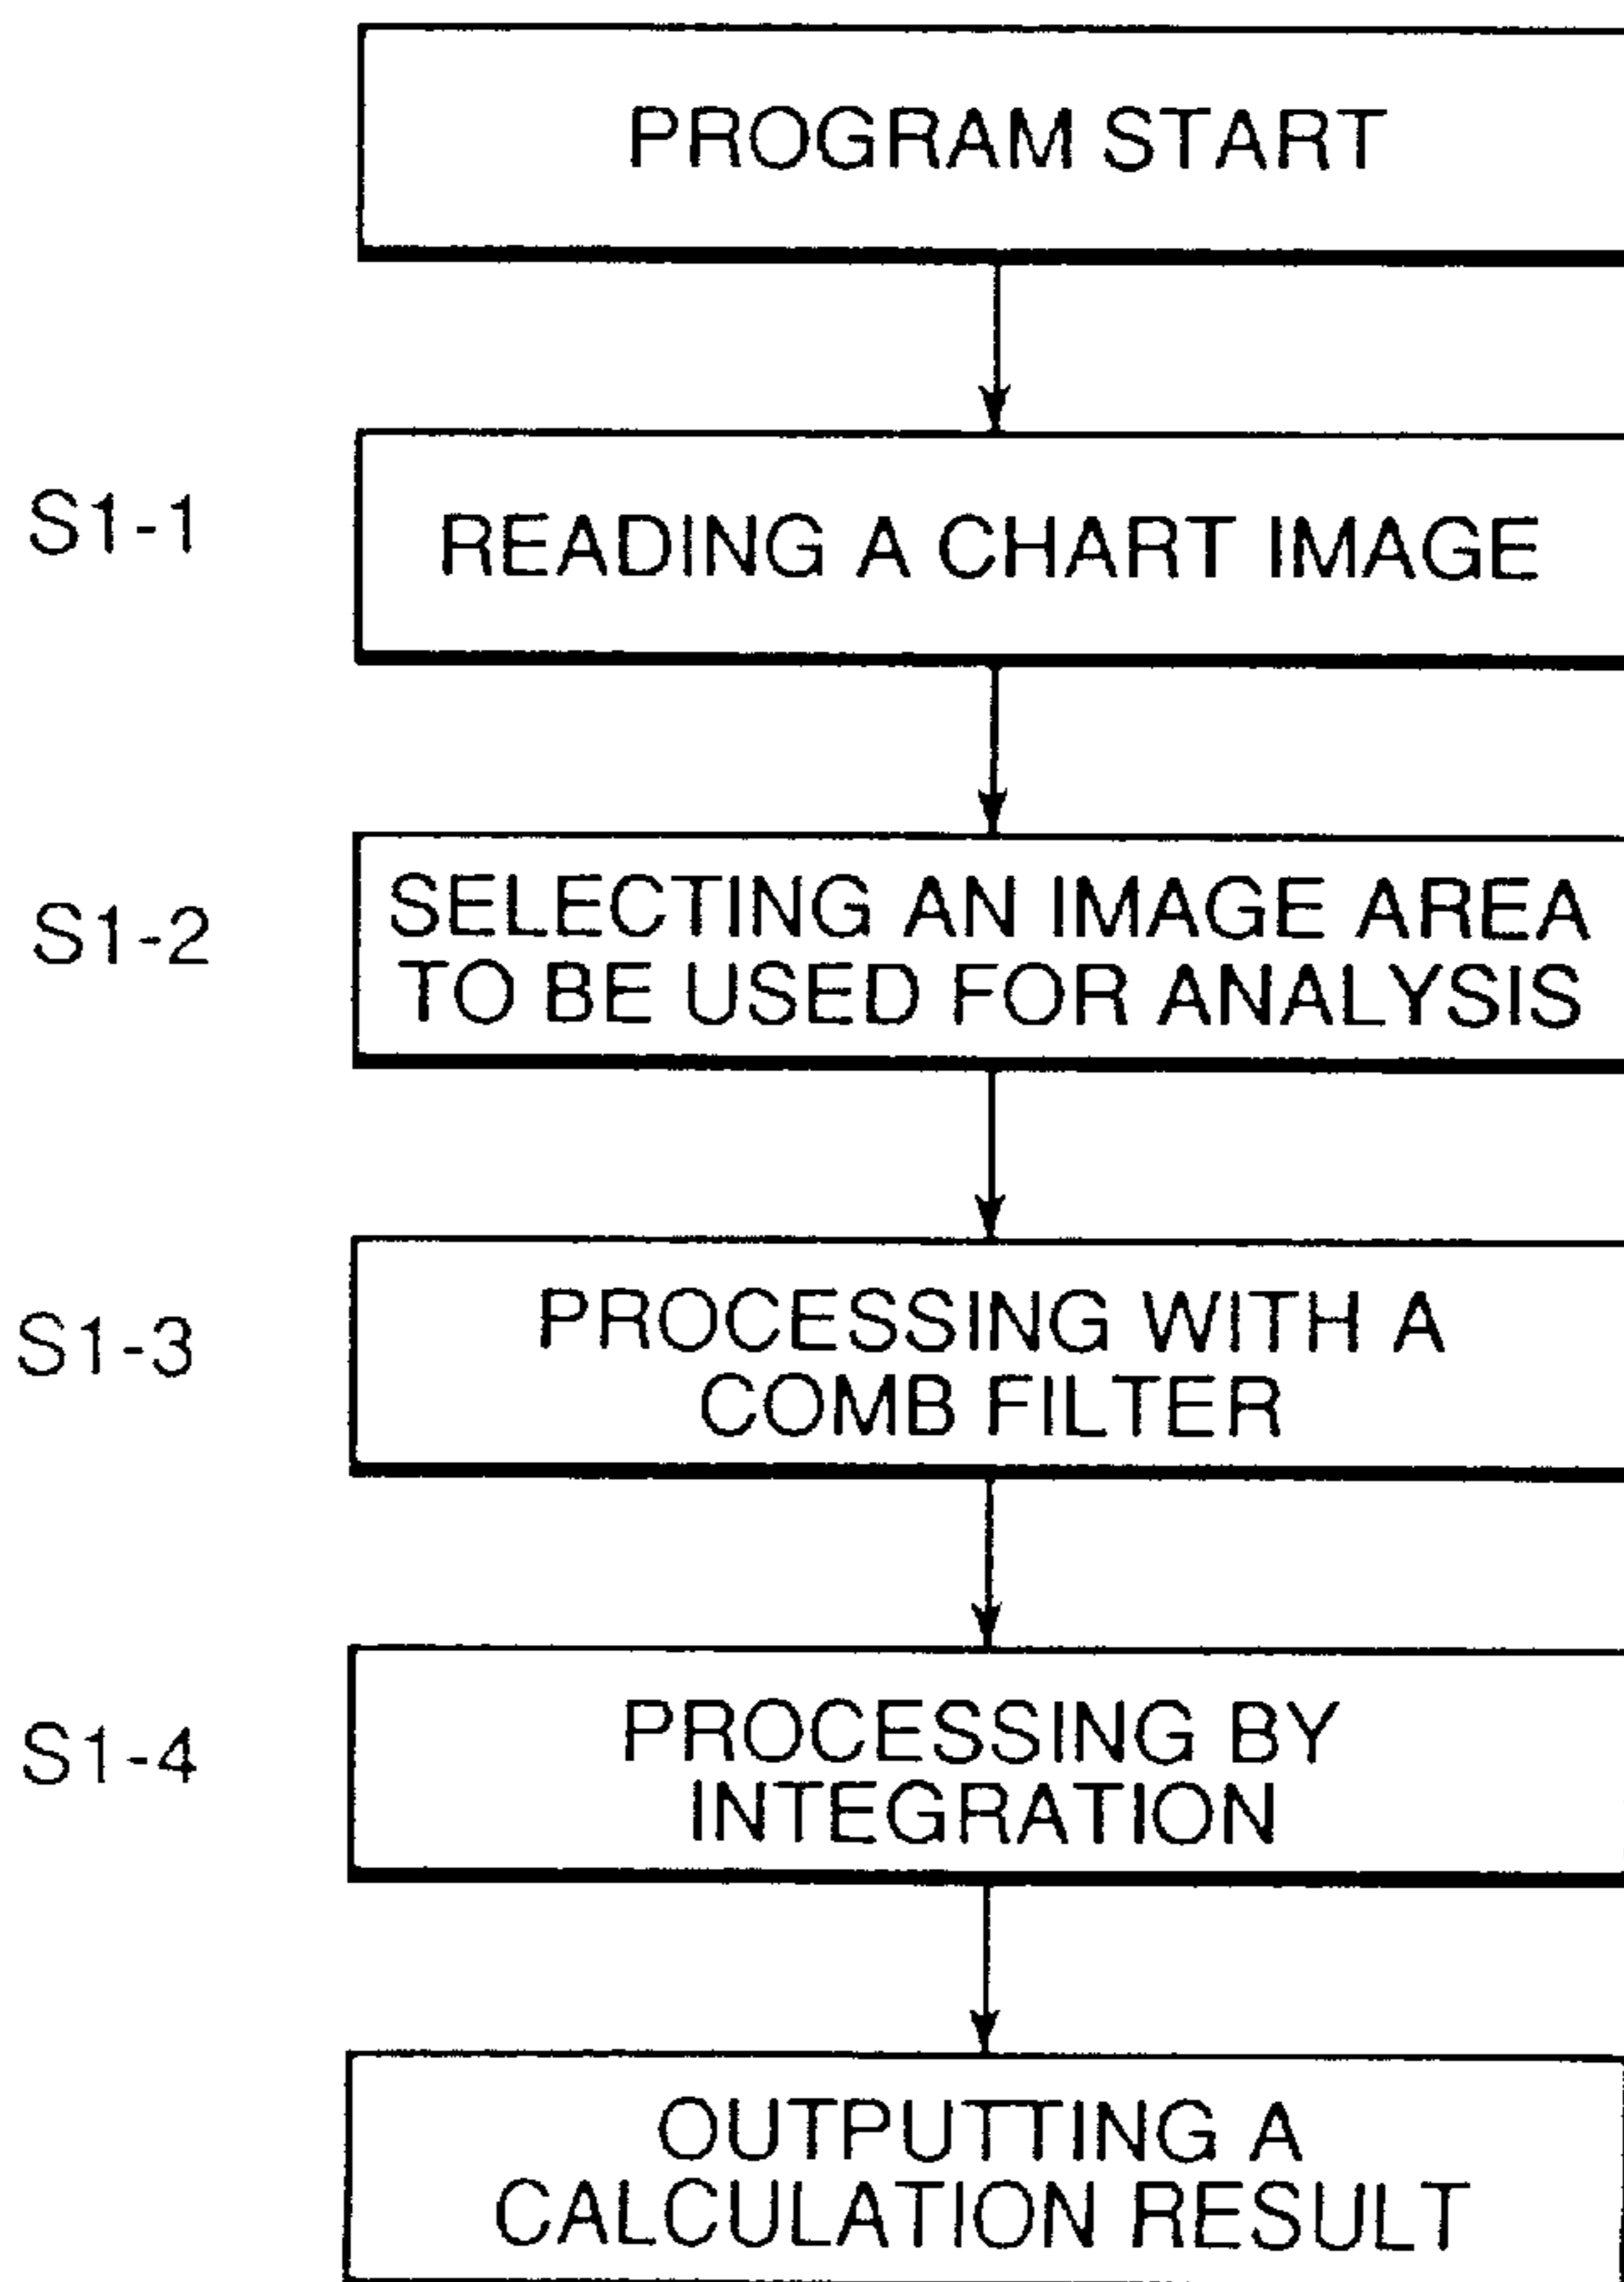 PROGRAM START
S1-1
READING A CHART IMAGE
S1-2
SELECTING AN IMAGE AREA
TO BE USED FOR ANALYSIS
S1-3
PROCESSING WITH A
COMB FILTER
S1-4
PROCESSING BY
INTEGRATION
OUTPUTTING A
CALCULATION RESULT